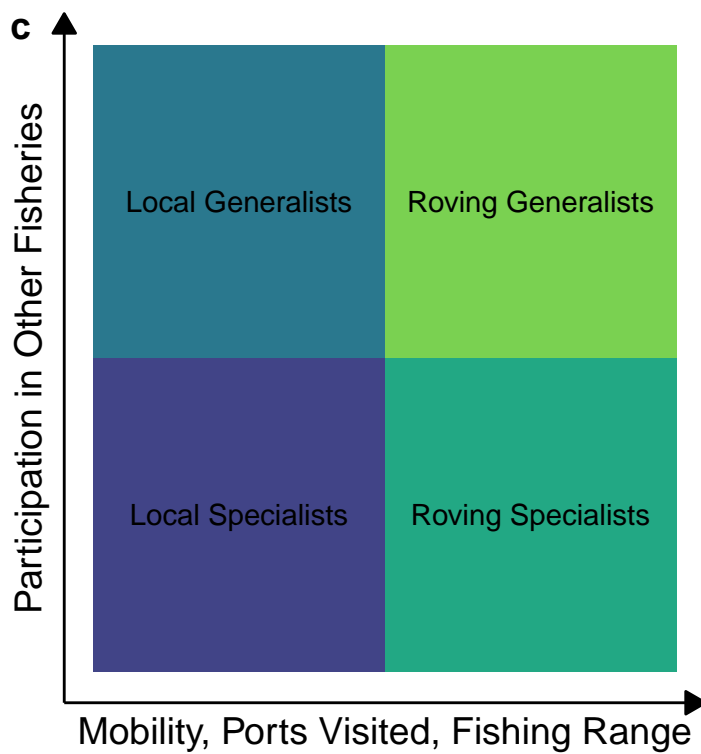 c
Participation in Other Fisheries
Local Generalists
Roving Generalists
Local Specialists
Roving Specialists
Mobility, Ports Visited, Fishing Range